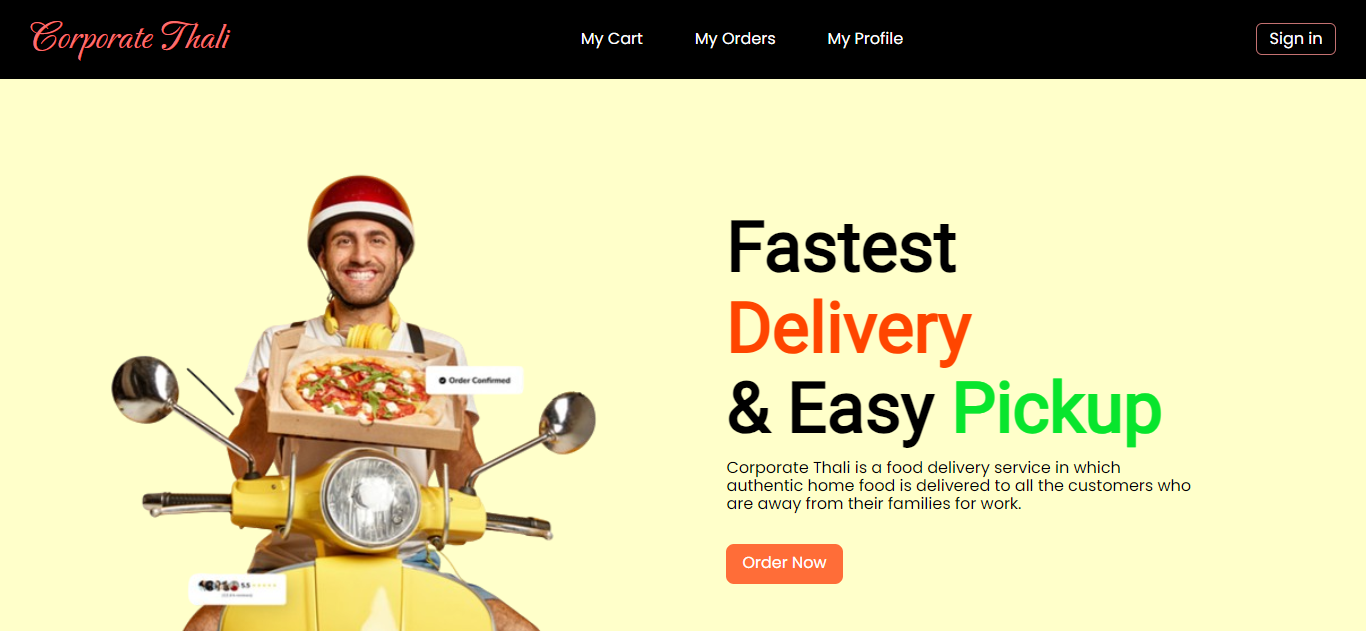 Corporate Thali
My Cart
My Orders
My Profile
Sign in
Fastest
Delivery
& Easy Pickup
Corporate Thali is a food delivery service in which
authentic home food is delivered to all the customers who
are away from their families for work.
Order Now
Order Confirmed
5.5